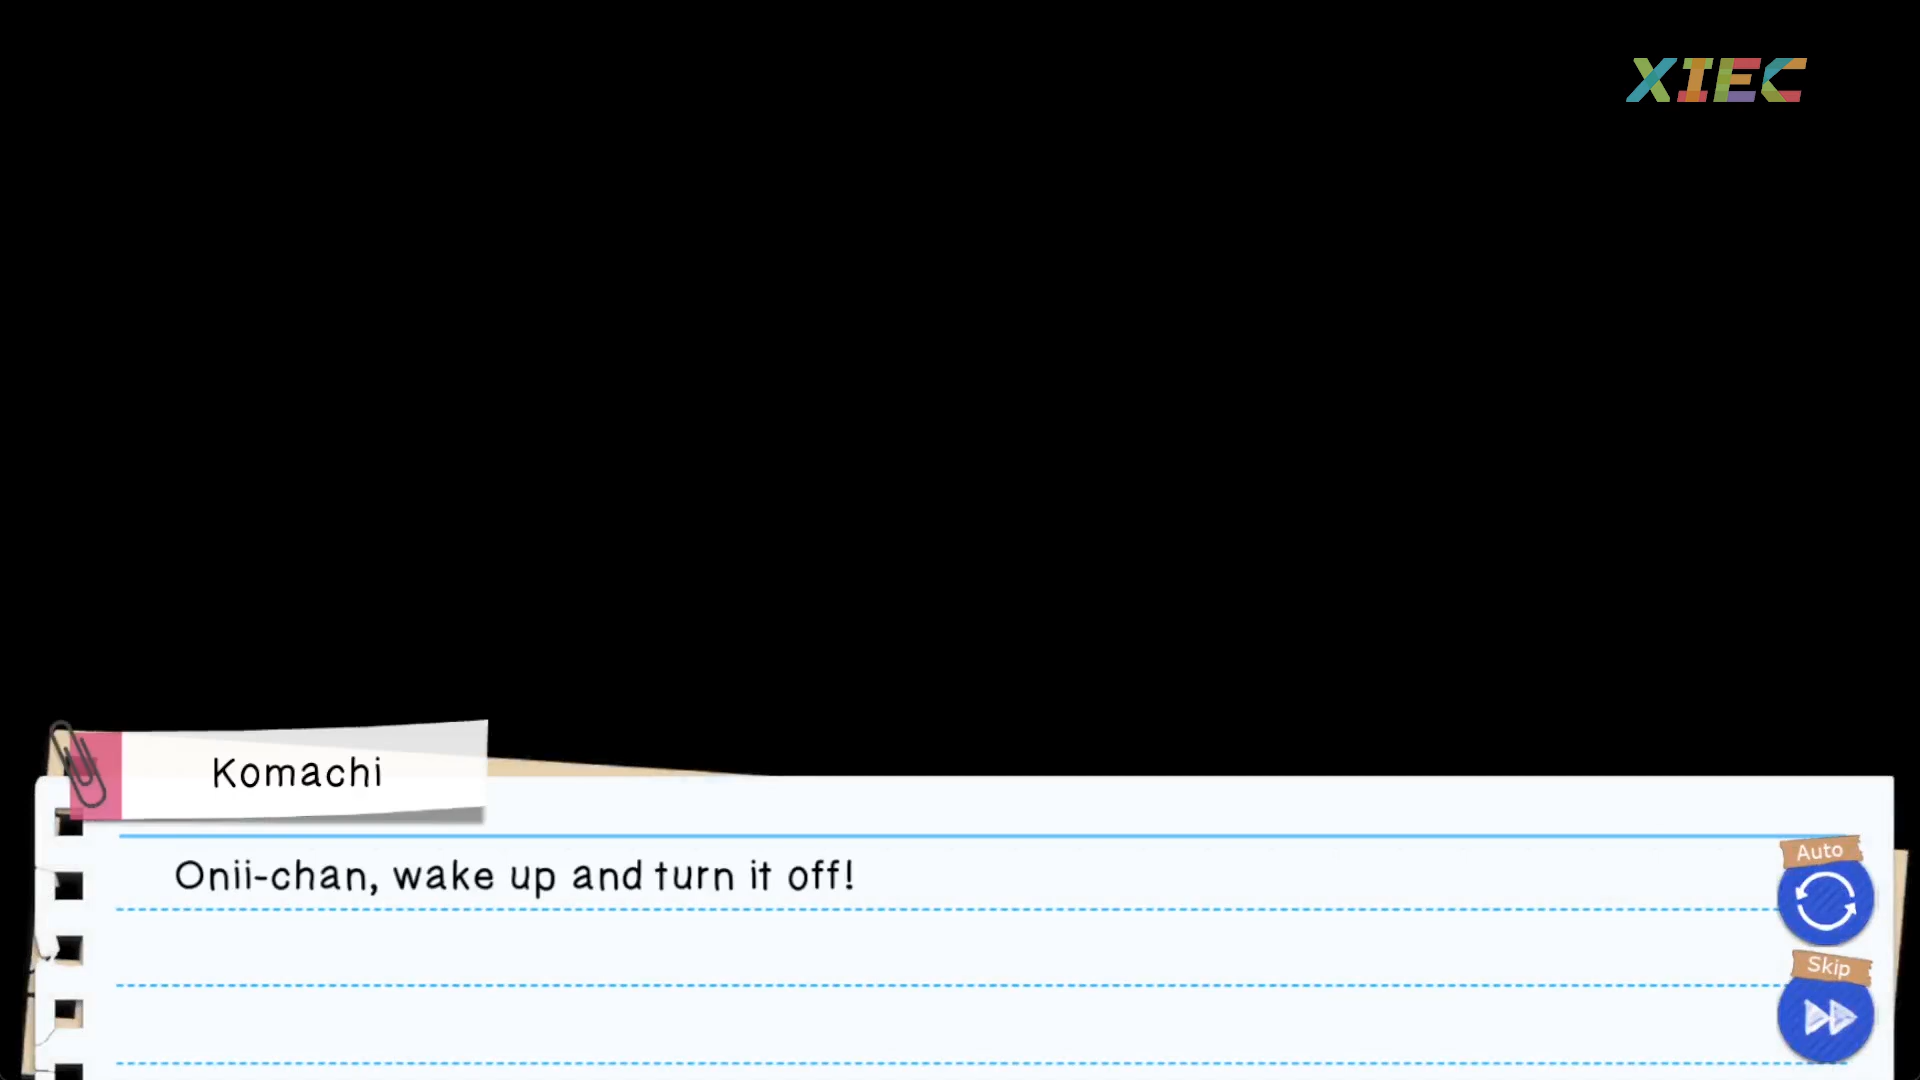 XIEC
Komachi
Onii-chan, wake up and turn it off!
Auto
Skip